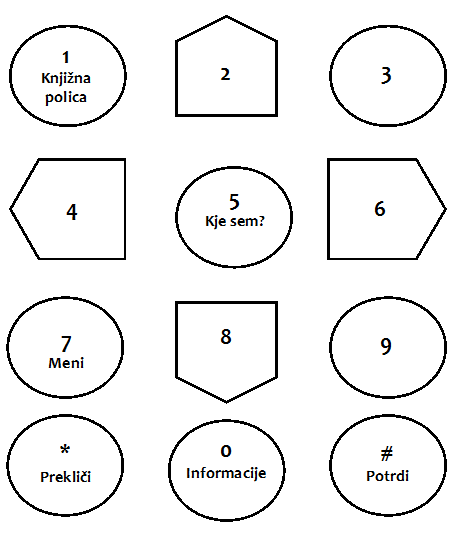 1
Knjižna
polica
2
3
4
5
Kje sem?
6
7
Meni
8
9
*
Prekliči
0
Informacije
#
Potrdi